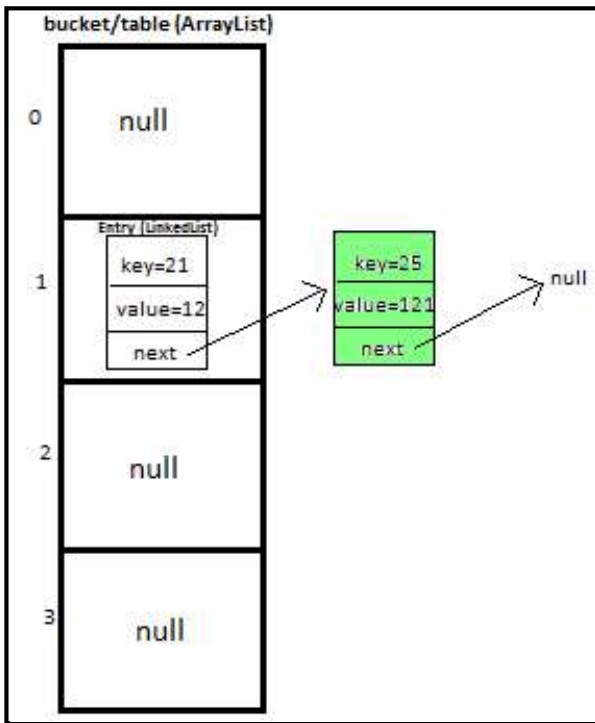 bucket/table (ArrayList)
0
null
Entry (LinkedList)
1
key=21
value=12
next
key=25
value=121
next
null
2
null
3
null